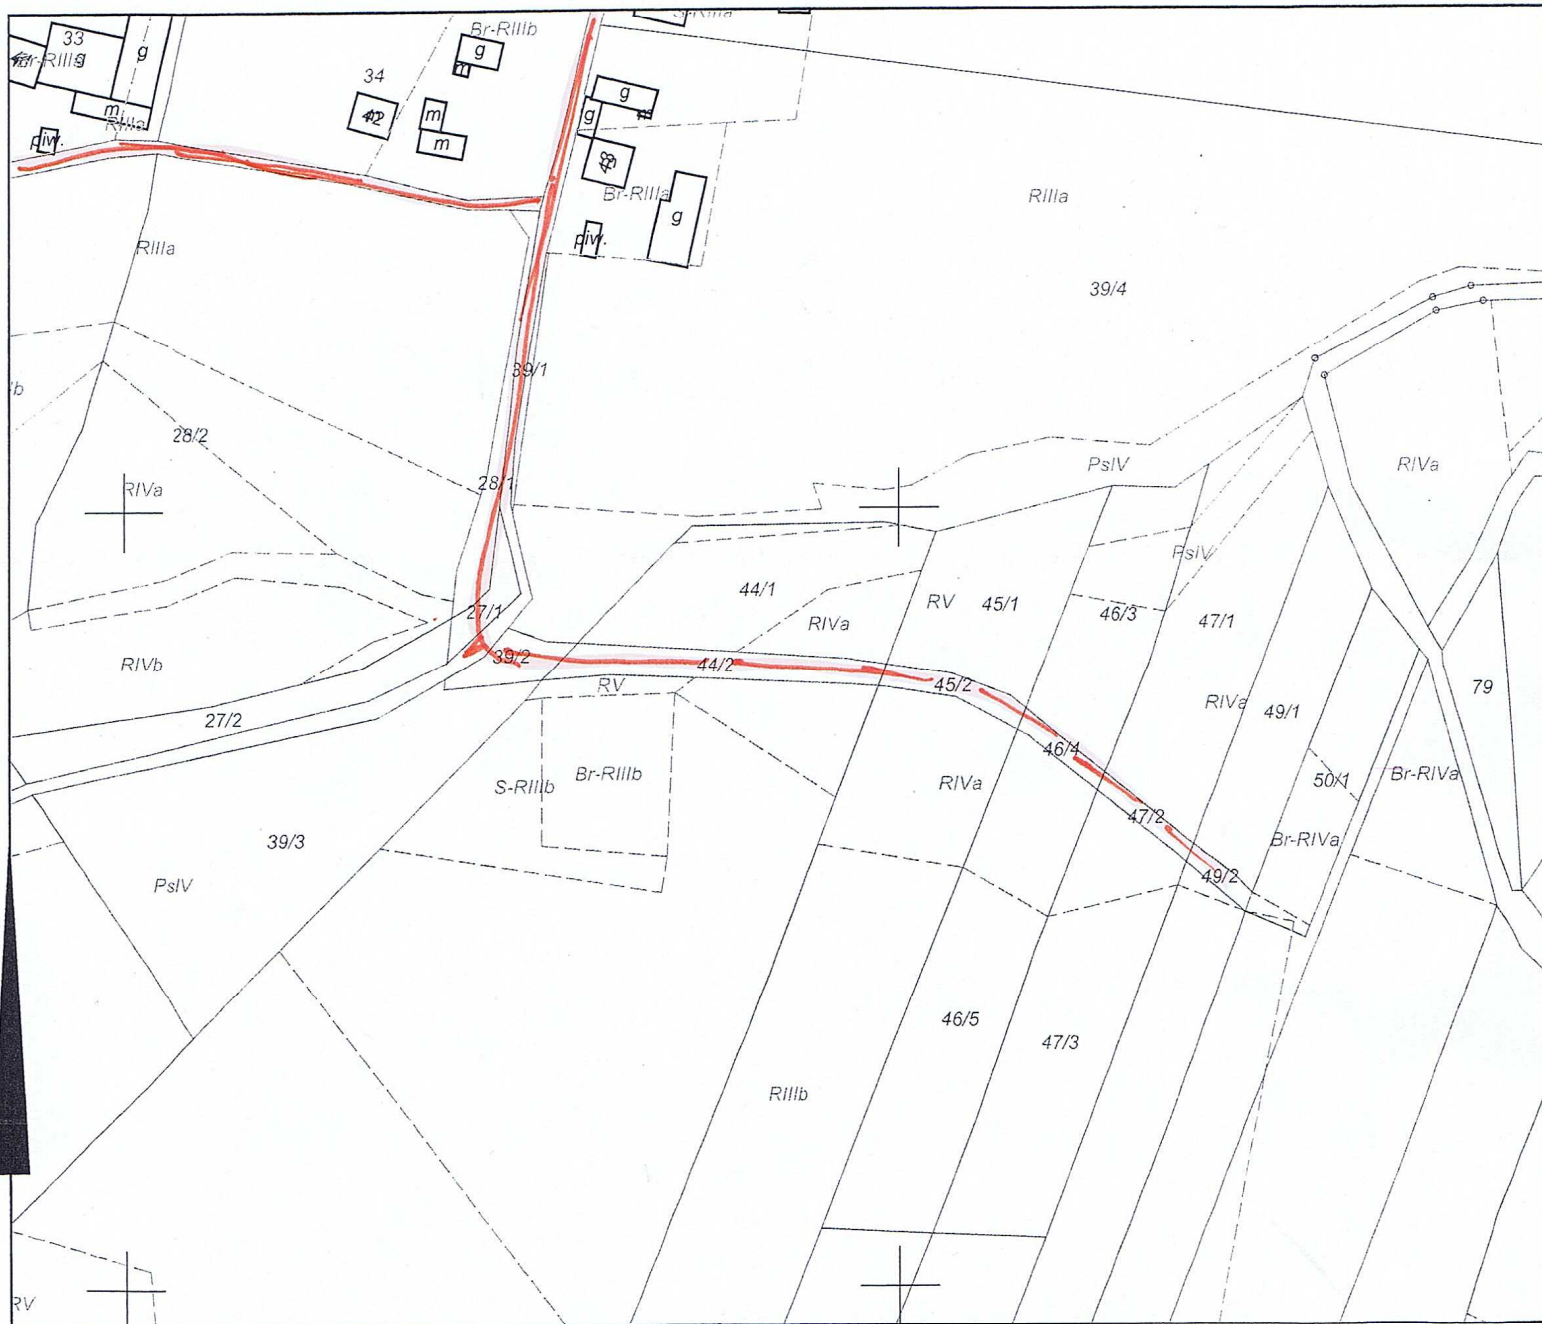 Br-RIIIb
33
g
g
g
34
m
g
m
g
m
RIIIa
42
m
piw.
m
Br-RIIIa
RIIIa
g
piw.
RIIIa
39/4
39/1
28/2
PsIV
RIVa
28/1
RIVa
PsIV
44/1
RV
45/1
27/1
46/3
RIVa
47/1
39/2
RIVb
44/2
RV
45/2
79
RIVa
49/1
27/2
46/4
Br-RIIIb
Br-RIVa
S-RIIIb
RIVa
50/1
47/2
39/3
Br-RIVa
49/2
PsIV
46/5
47/3
RIIIb
RV